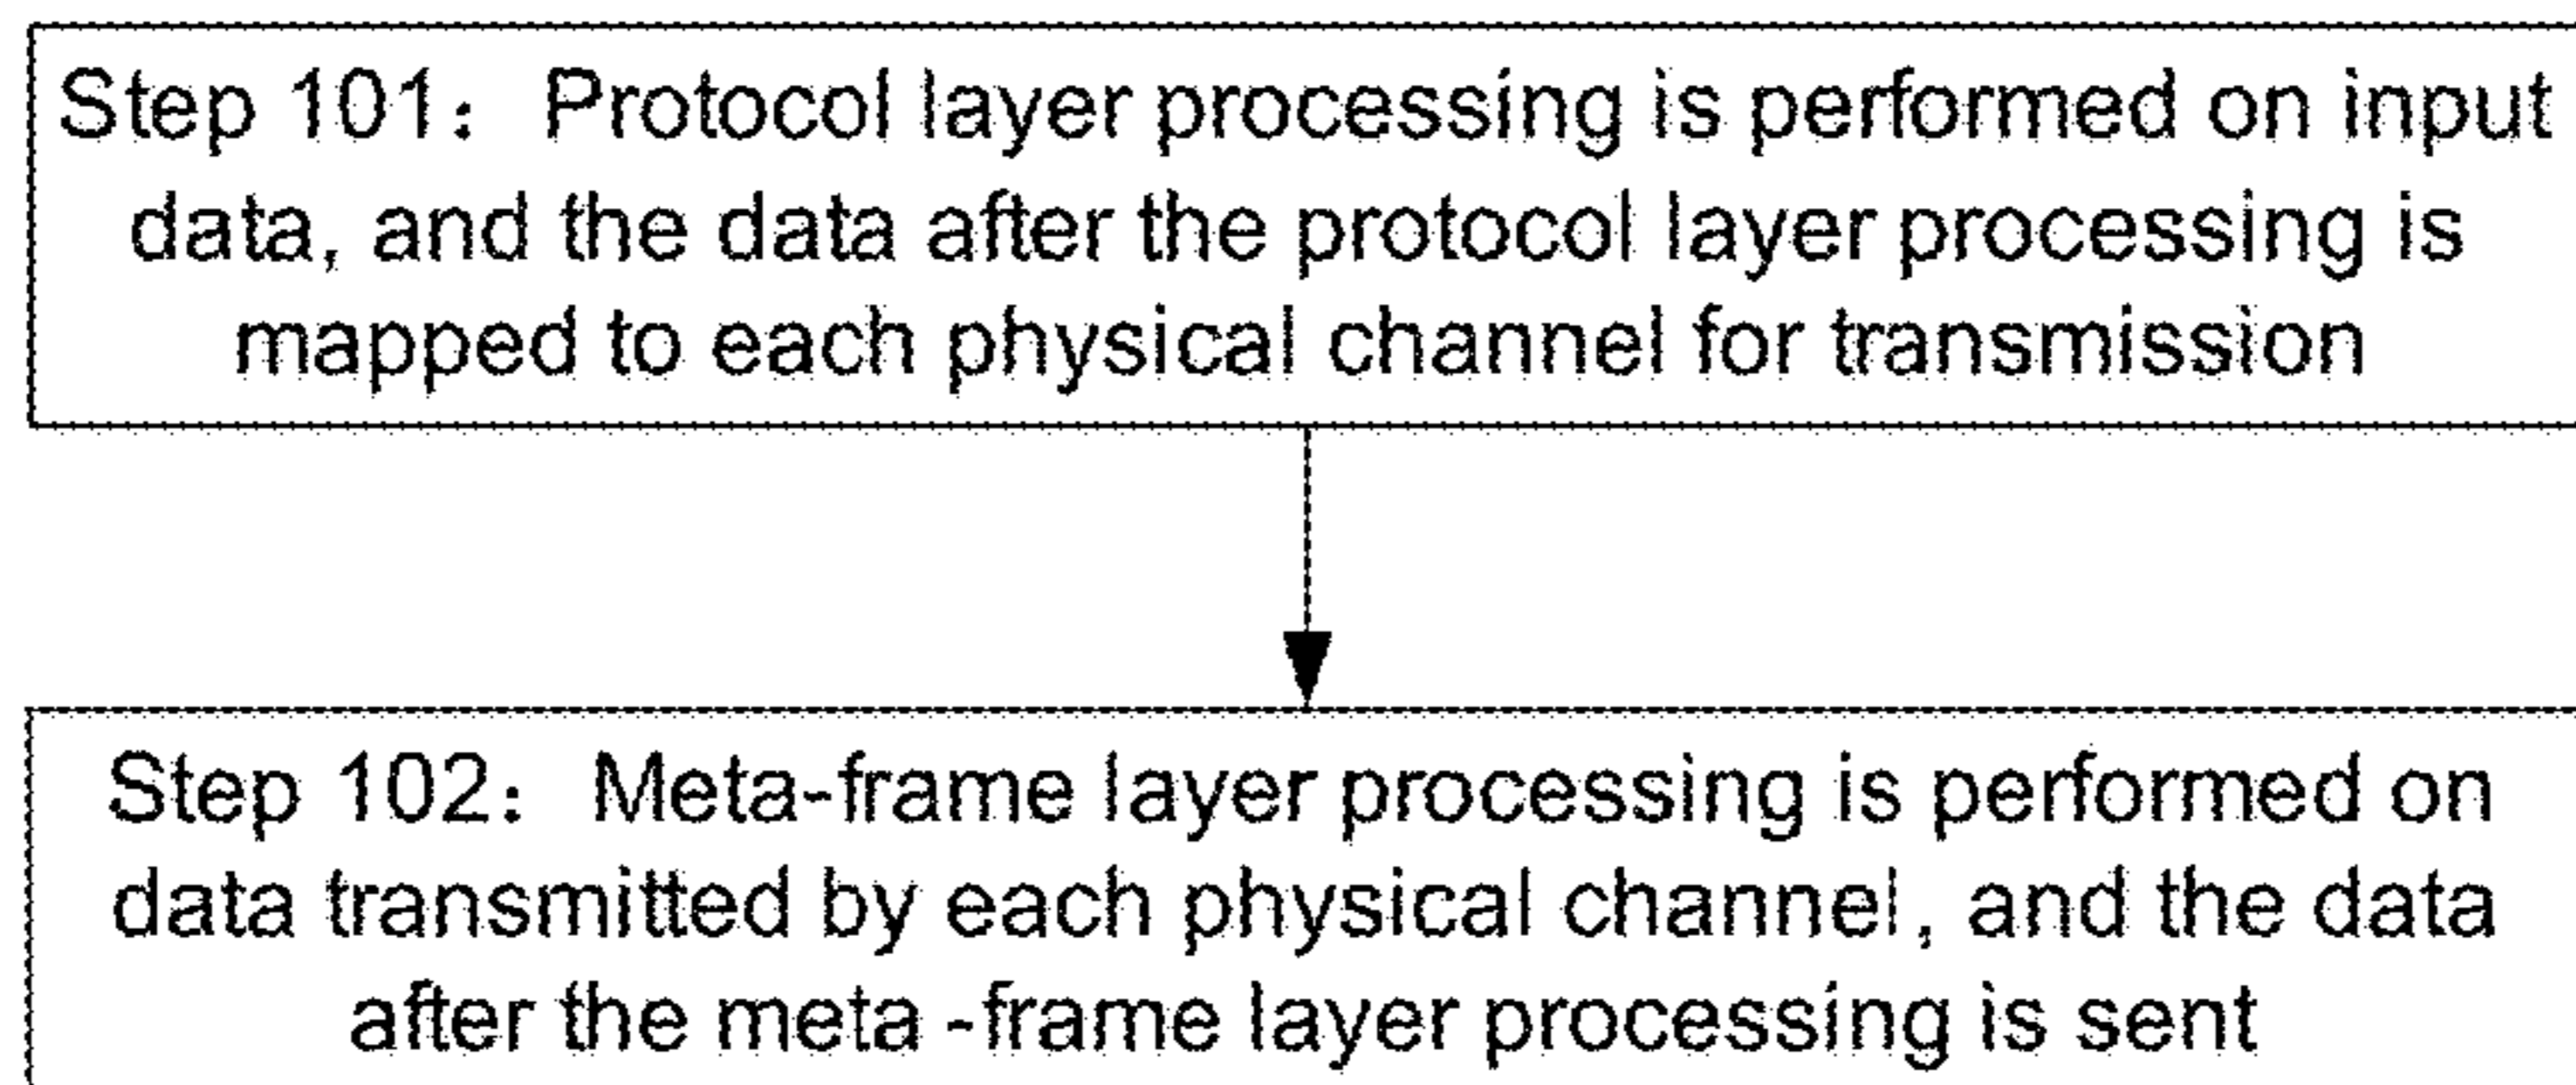 Step 101： Protocol layer processing is performed on input
data, and the data after the protocol layer processing is
mapped to each physical channel for transmission
Step 102： Meta-frame layer processing is performed on
data transmitted by each physical channel, and the data
after the meta -frame layer processing is sent